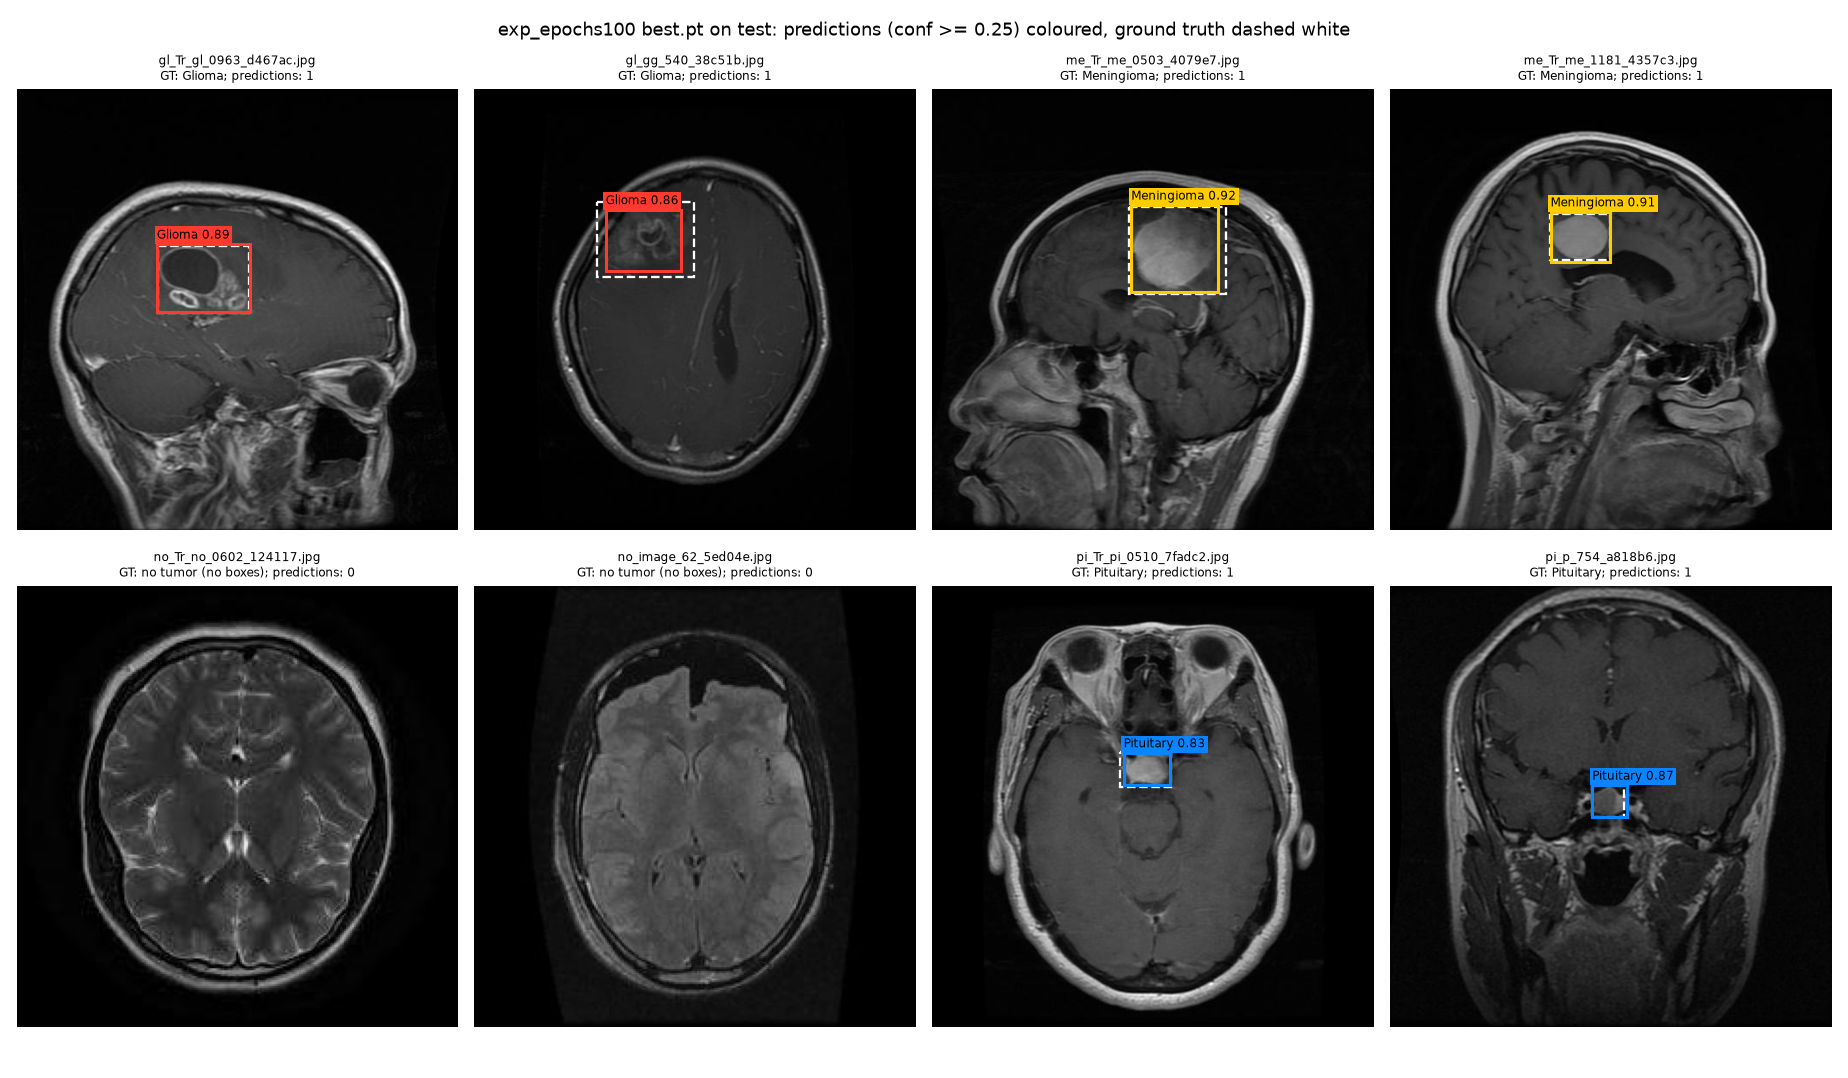 exp_epochs100 best.pt on test: predictions (conf >= 0.25) coloured, ground truth dashed white
gl_Tr_gl_0963_d467ac.jpg
GT: Glioma; predictions: 1
Glioma 0.89
gl_gg_540_38c51b.jpg
GT: Glioma; predictions: 1
Glioma 0.86
me_Tr_me_0503_4079e7.jpg
GT: Meningioma; predictions: 1
Meningioma 0.92
me_Tr_me_1181_4357c3.jpg
GT: Meningioma; predictions: 1
Meningioma 0.91
no_Tr_no_0602_124117.jpg
GT: no tumor (no boxes); predictions: 0
no_image_62_5ed04e.jpg
GT: no tumor (no boxes); predictions: 0
pi_Tr_pi_0510_7fadc2.jpg
GT: Pituitary; predictions: 1
Pituitary 0.83
pi_p_754_a818b6.jpg
GT: Pituitary; predictions: 1
Pituitary 0.87